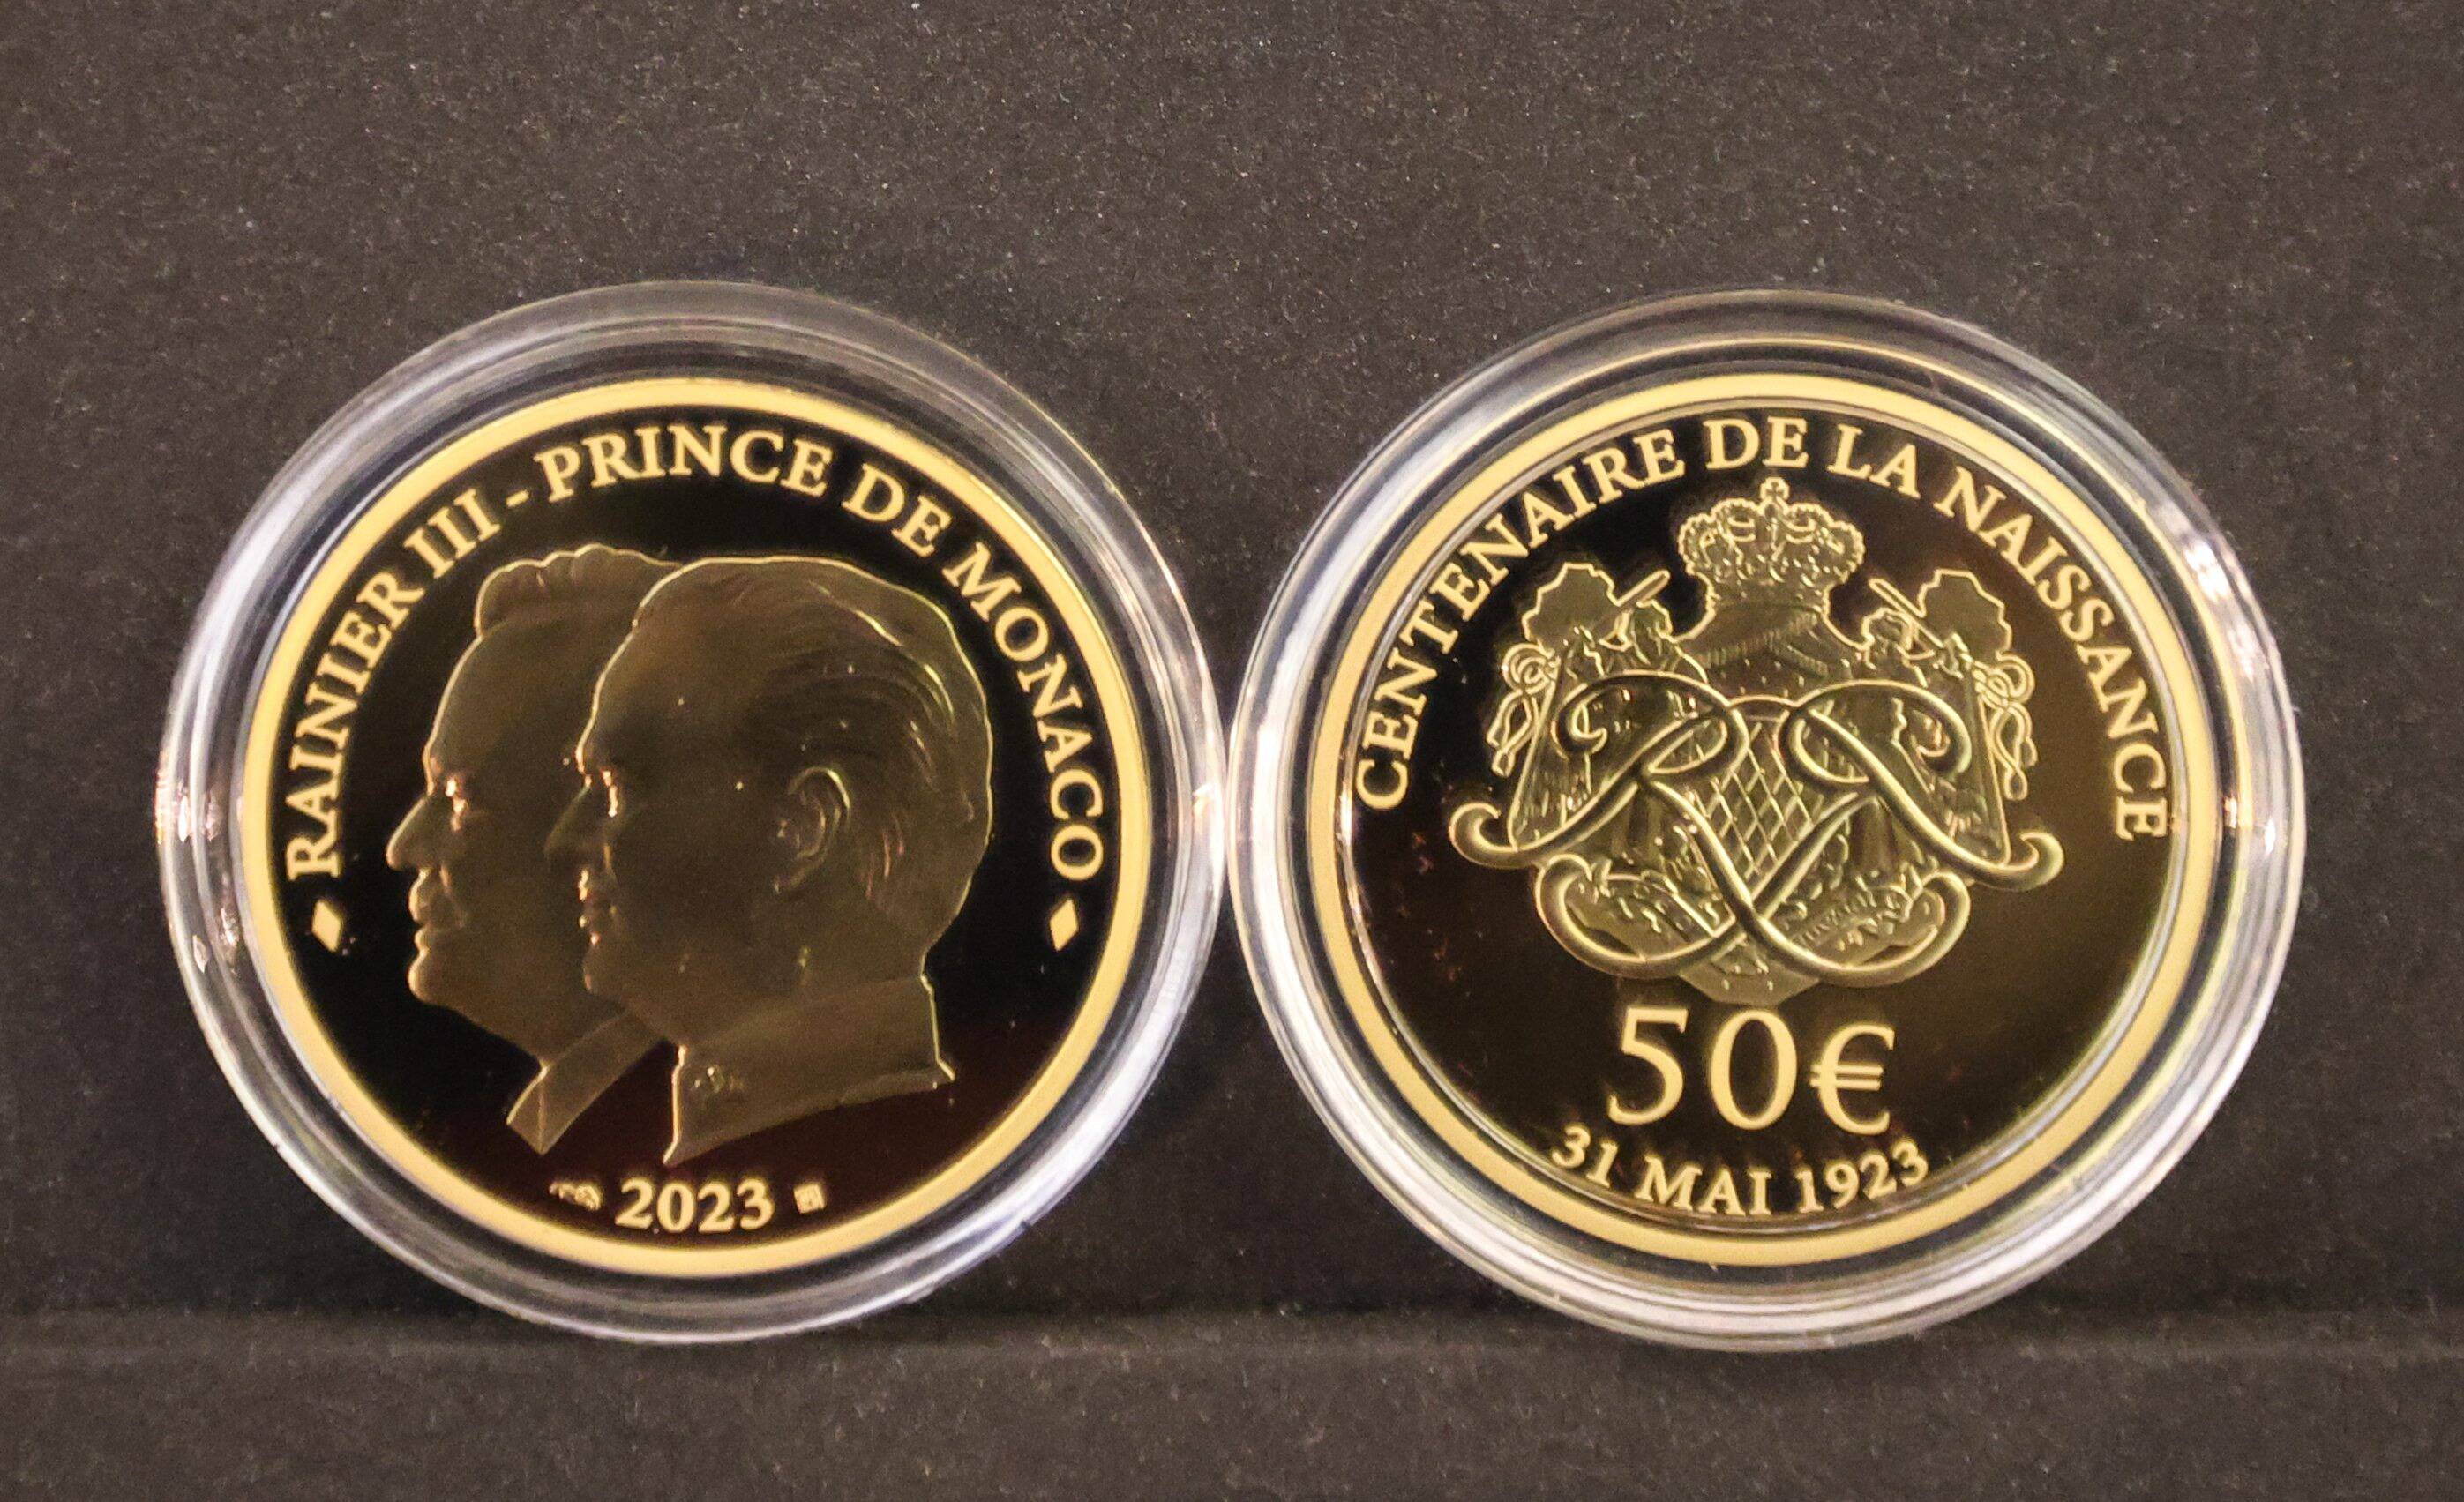 RAINIER III - PRINCE DE MONACO
2023
CENTENAIRE DE LA NAISSANCE
50€
31 MAI 1923